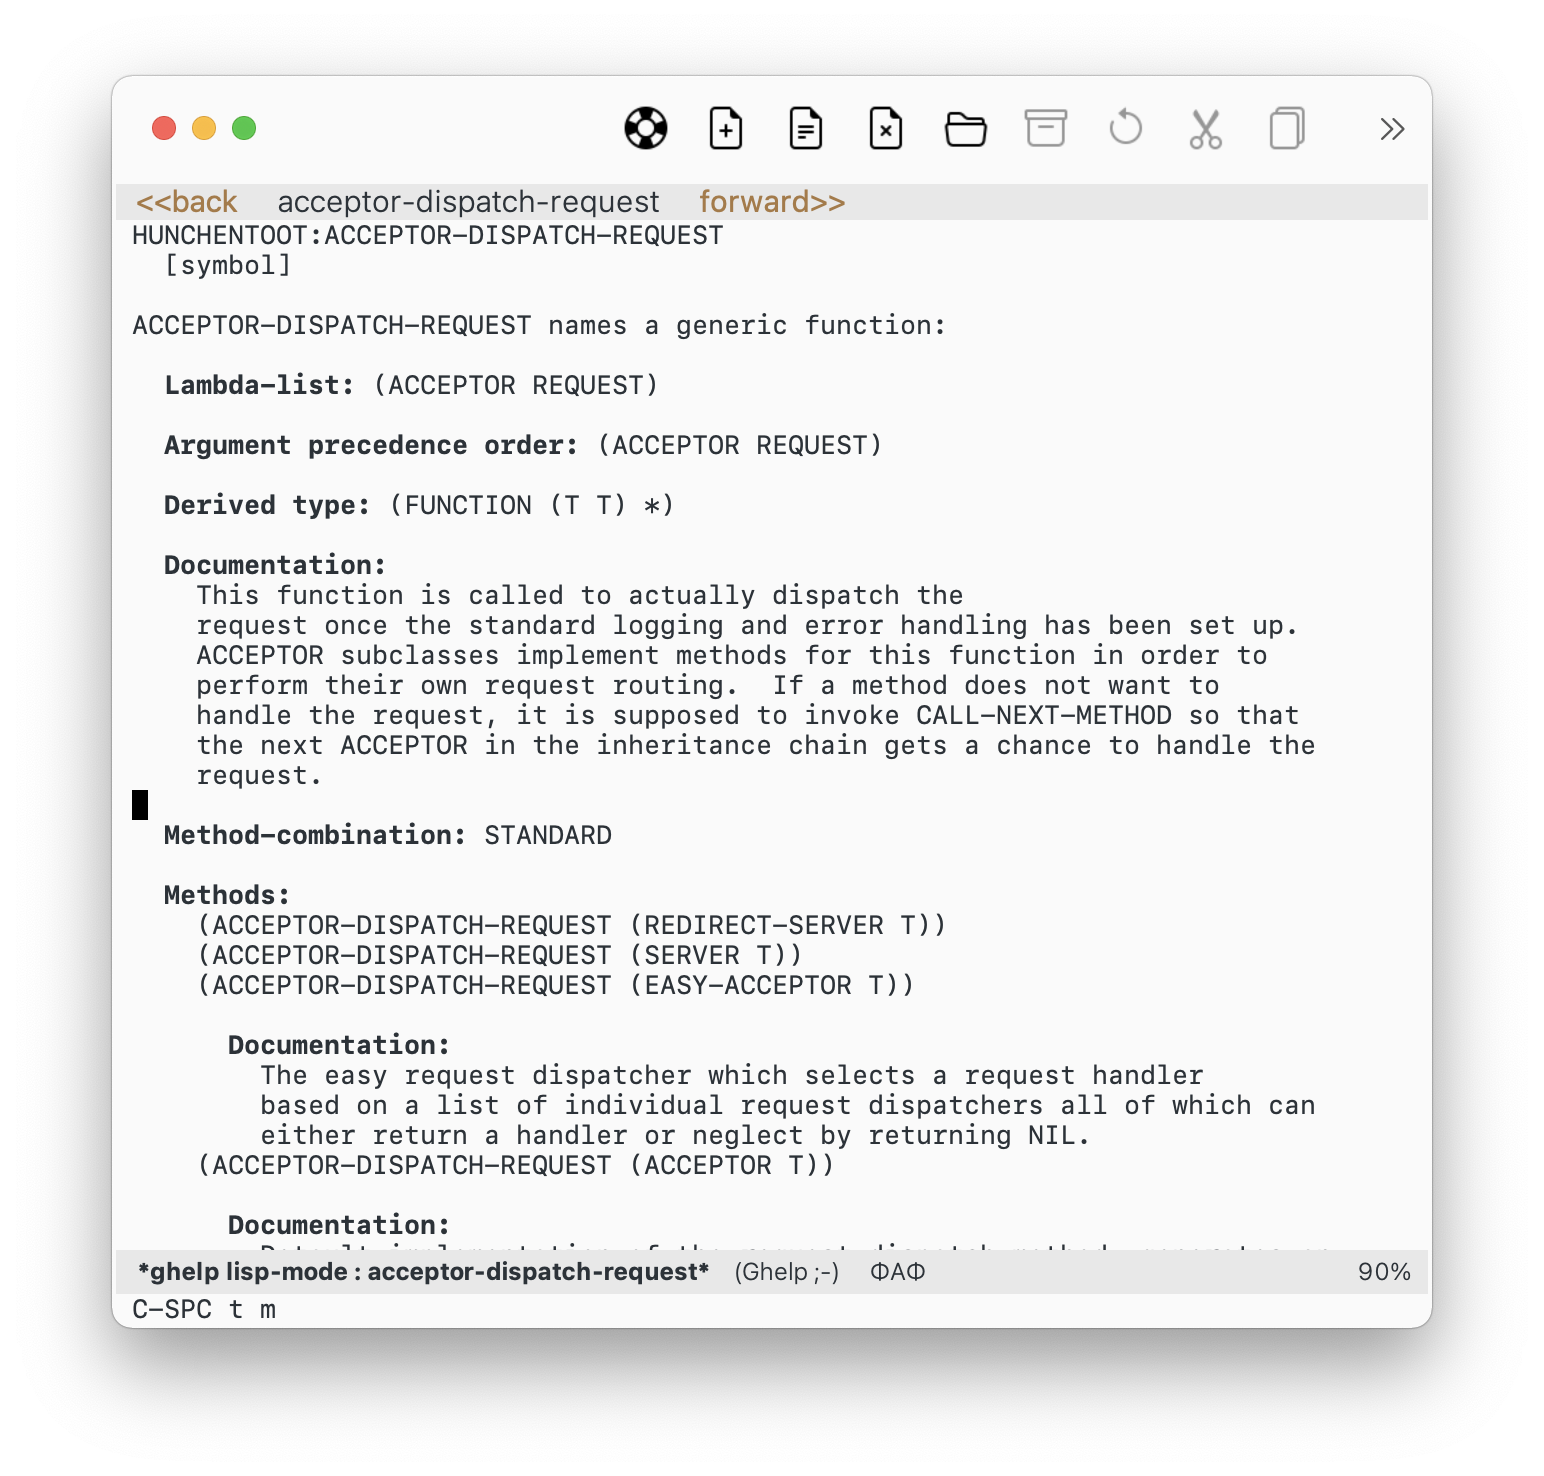 <<back acceptor-dispatch-request forward>>
HUNCHENTOOT:ACCEPTOR-DISPATCH-REQUEST
[symbol]
ACCEPTOR-DISPATCH-REQUEST names a generic function:
Lambda-list: (ACCEPTOR REQUEST)
Argument precedence order: (ACCEPTOR REQUEST)
Derived type: (FUNCTION (T T) *)
Documentation:
This function is called to actually dispatch the
request once the standard logging and error handling has been set up.
ACCEPTOR subclasses implement methods for this function in order to
perform their own request routing.  If a method does not want to
handle the request, it is supposed to invoke CALL-NEXT-METHOD so that
the next ACCEPTOR in the inheritance chain gets a chance to handle the
request.
Method-combination: STANDARD
Methods:
(ACCEPTOR-DISPATCH-REQUEST (REDIRECT-SERVER T))
(ACCEPTOR-DISPATCH-REQUEST (SERVER T))
(ACCEPTOR-DISPATCH-REQUEST (EASY-ACCEPTOR T))
Documentation:
The easy request dispatcher which selects a request handler
based on a list of individual request dispatchers all of which can
either return a handler or neglect by returning NIL.
(ACCEPTOR-DISPATCH-REQUEST (ACCEPTOR T))
Documentation:
*ghelp lisp-mode : acceptor-dispatch-request* (Ghelp ;-) ΦAΦ 90%
C-SPC t m